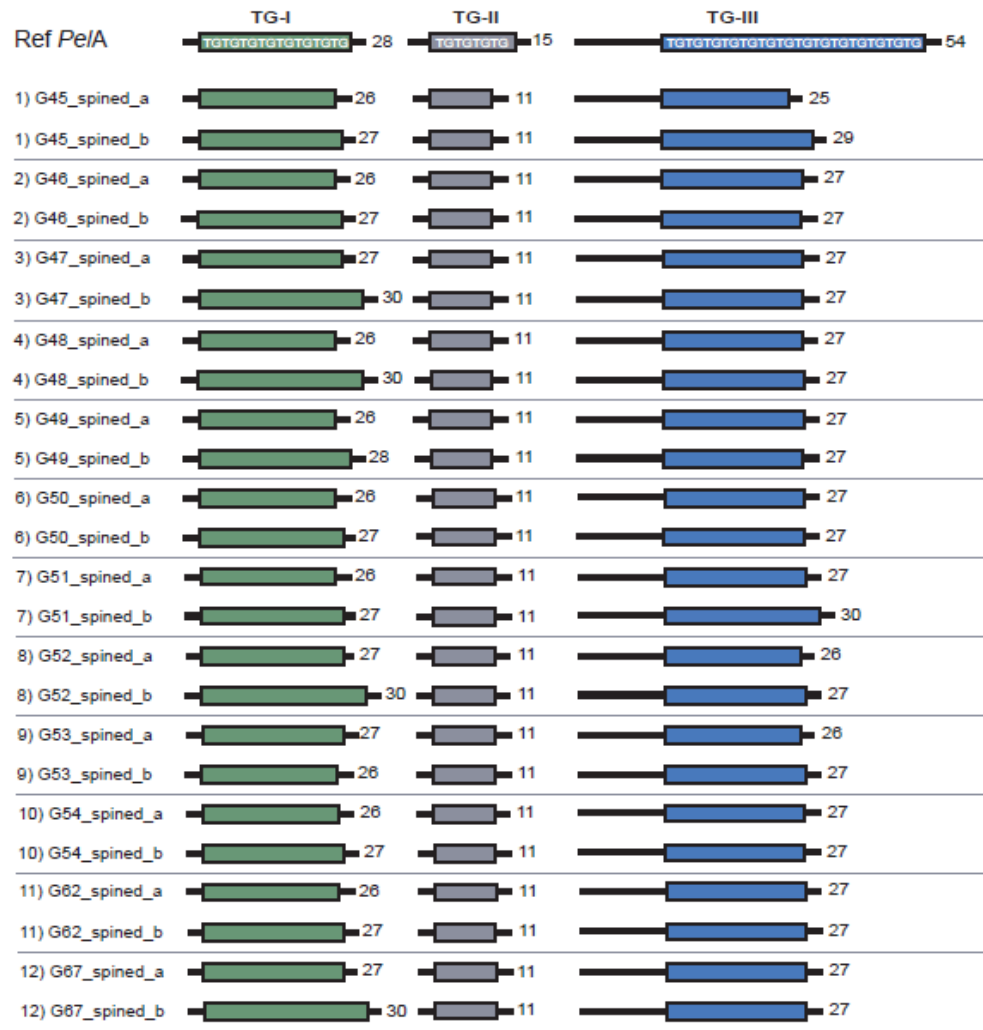 TG-I TG-II TG-III
Ref PelA TGTGTGTGTGTGTGTG 28 TGTGTGTG 15 TGTGTGTGTGTGTGTGTGTGTGTGTGTG 54
1) G45_spined_a 26 11 25
1) G45_spined_b 27 11 29
2) G46_spined_a 26 11 27
2) G46_spined_b 27 11 27
3) G47_spined_a 27 11 27
3) G47_spined_b 30 11 27
4) G48_spined_a 26 11 27
4) G48_spined_b 30 11 27
5) G49_spined_a 26 11 27
5) G49_spined_b 28 11 27
6) G50_spined_a 26 11 27
6) G50_spined_b 27 11 27
7) G51_spined_a 26 11 27
7) G51_spined_b 27 11 30
8) G52_spined_a 27 11 26
8) G52_spined_b 30 11 27
9) G53_spined_a 27 11 26
9) G53_spined_b 26 11 27
10) G54_spined_a 26 11 27
10) G54_spined_b 27 11 27
11) G62_spined_a 26 11 27
11) G62_spined_b 27 11 27
12) G67_spined_a 27 11 27
12) G67_spined_b 30 11 27